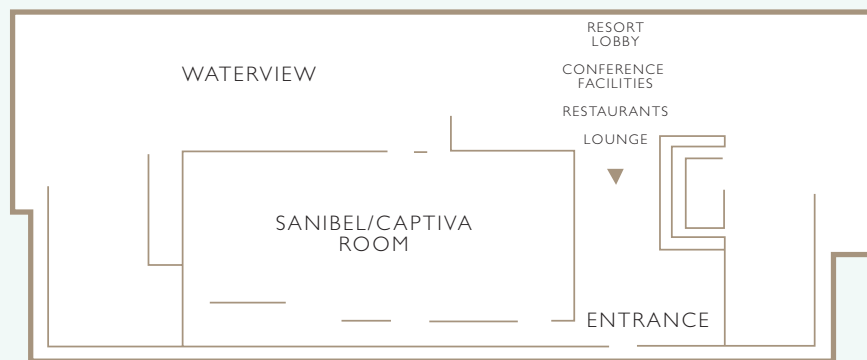 RESORT
LOBBY
CONFERENCE
FACILITIES
RESTAURANTS
LOUNGE
WATERVIEW
SANIBEL/CAPTIVA
ROOM
ENTRANCE